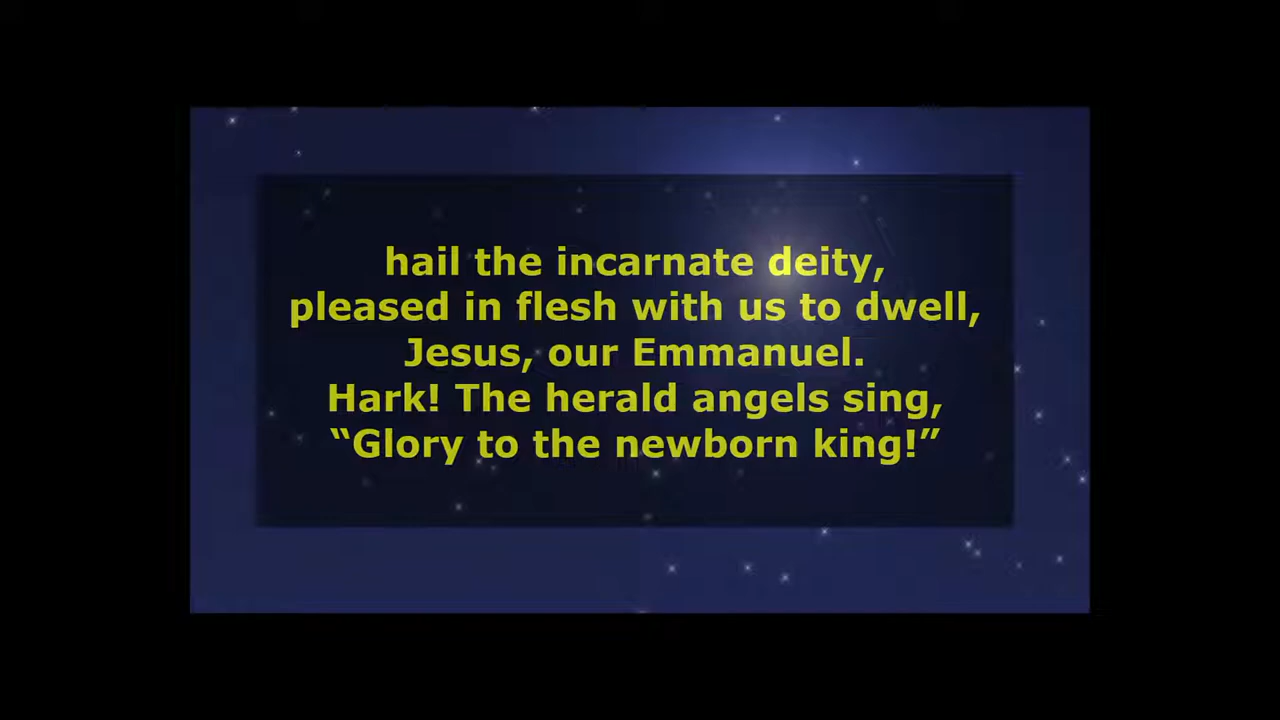 hail the incarnate deity,
pleased in flesh with us to dwell,
Jesus, our Emmanuel.
Hark! The herald angels sing,
“Glory to the newborn king!”